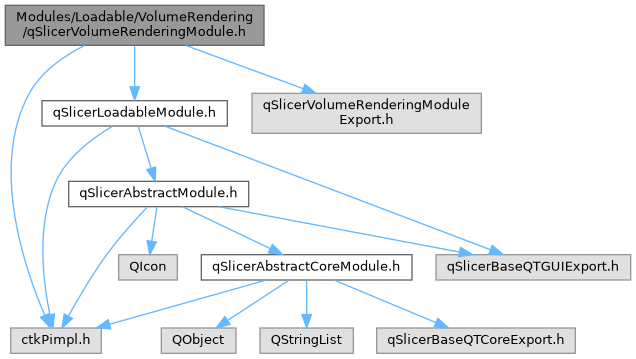 Modules/Loadable/VolumeRendering
/qSlicerVolumeRenderingModule.h
qSlicerLoadableModule.h
qSlicerVolumeRenderingModule
Export.h
qSlicerAbstractModule.h
QIcon
qSlicerAbstractCoreModule.h
qSlicerBaseQTGUIExport.h
ctkPimpl.h
QObject
QStringList
qSlicerBaseQTCoreExport.h